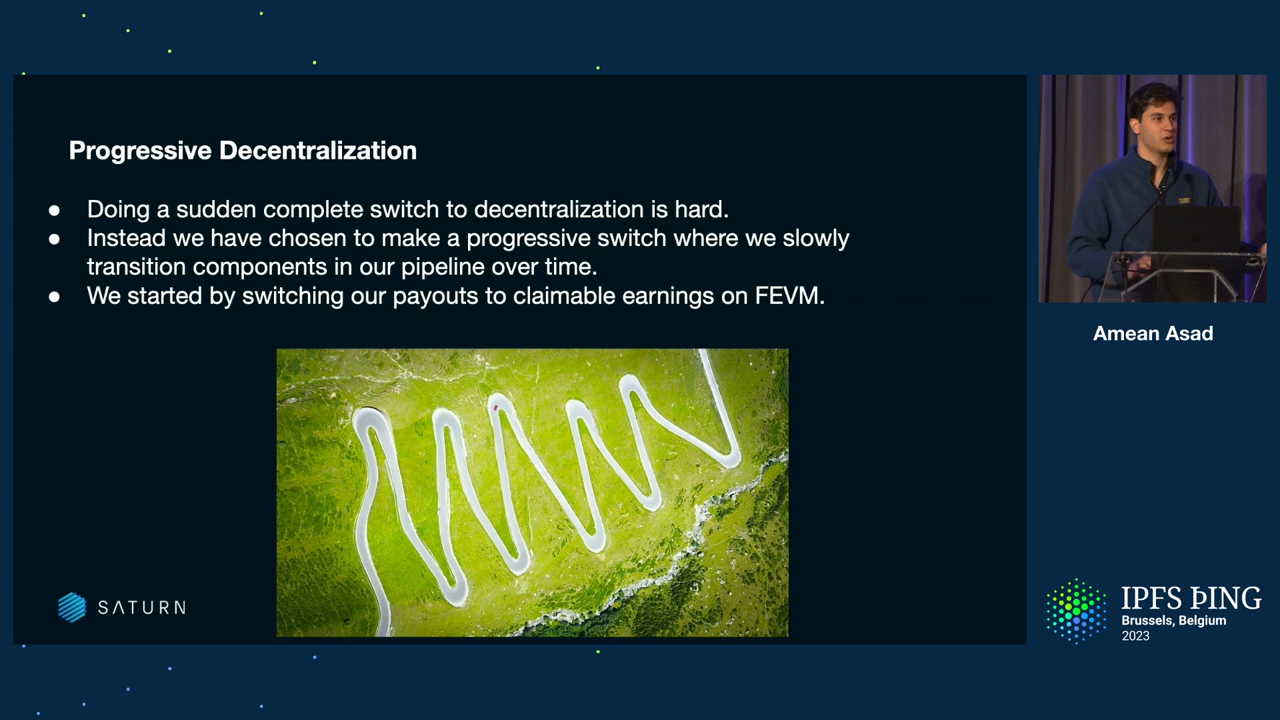 Progressive Decentralization
● Doing a sudden complete switch to decentralization is hard.
● Instead we have chosen to make a progressive switch where we slowly
transition components in our pipeline over time.
● We started by switching our payouts to claimable earnings on FEVM.
SATURN
Amean Asad
IPFS ÞING
Brussels, Belgium
2023